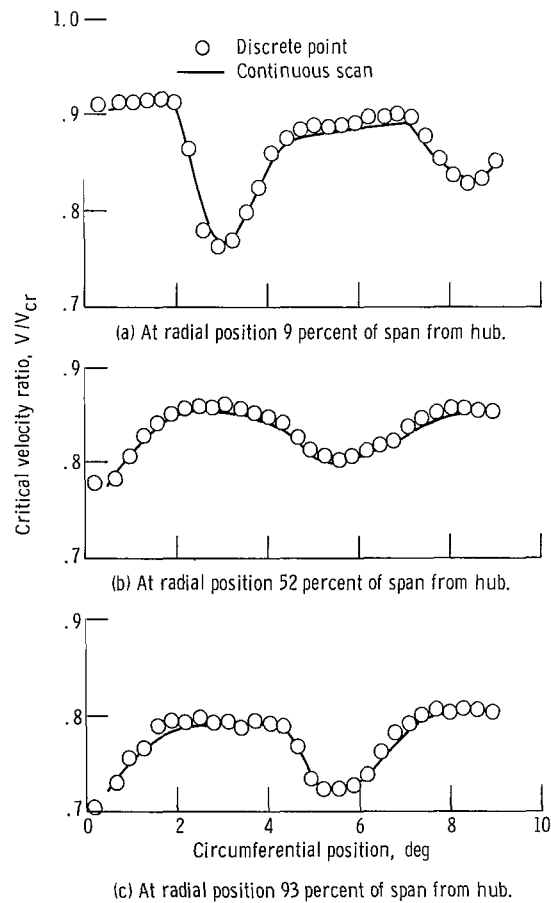 1.0
Discrete point
Continuous scan
.9
.8
.7
(a) At radial position 9 percent of span from hub.
Critical velocity ratio, V/Vcr
.9
.8
.7
(b) At radial position 52 percent of span from hub.
.9
.8
.7
0 2 4 6 8 10
Circumferential position, deg
(c) At radial position 93 percent of span from hub.